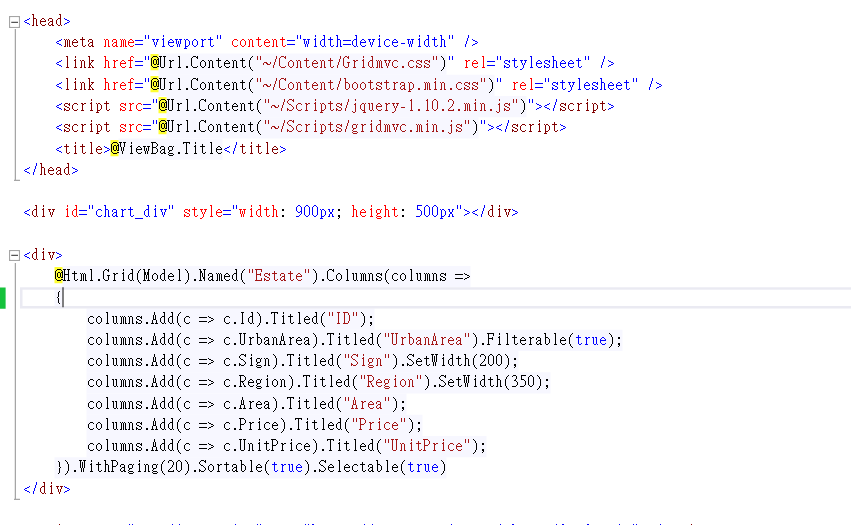 <head>
    <meta name="viewport" content="width=device-width" />
    <link href="@Url.Content("~/Content/Gridmvc.css")" rel="stylesheet" />
    <link href="@Url.Content("~/Content/bootstrap.min.css")" rel="stylesheet" />
    <script src="@Url.Content("~/Scripts/jquery-1.10.2.min.js")"></script>
    <script src="@Url.Content("~/Scripts/gridmvc.min.js")"></script>
    <title>@ViewBag.Title</title>
</head>
<div id="chart_div" style="width: 900px; height: 500px"></div>
<div>
    @Html.Grid(Model).Named("Estate").Columns(columns =>
    {
        columns.Add(c => c.Id).Titled("ID");
        columns.Add(c => c.UrbanArea).Titled("UrbanArea").Filterable(true);
        columns.Add(c => c.Sign).Titled("Sign").SetWidth(200);
        columns.Add(c => c.Region).Titled("Region").SetWidth(350);
        columns.Add(c => c.Area).Titled("Area");
        columns.Add(c => c.Price).Titled("Price");
        columns.Add(c => c.UnitPrice).Titled("UnitPrice");
    }).WithPaging(20).Sortable(true).Selectable(true)
</div>